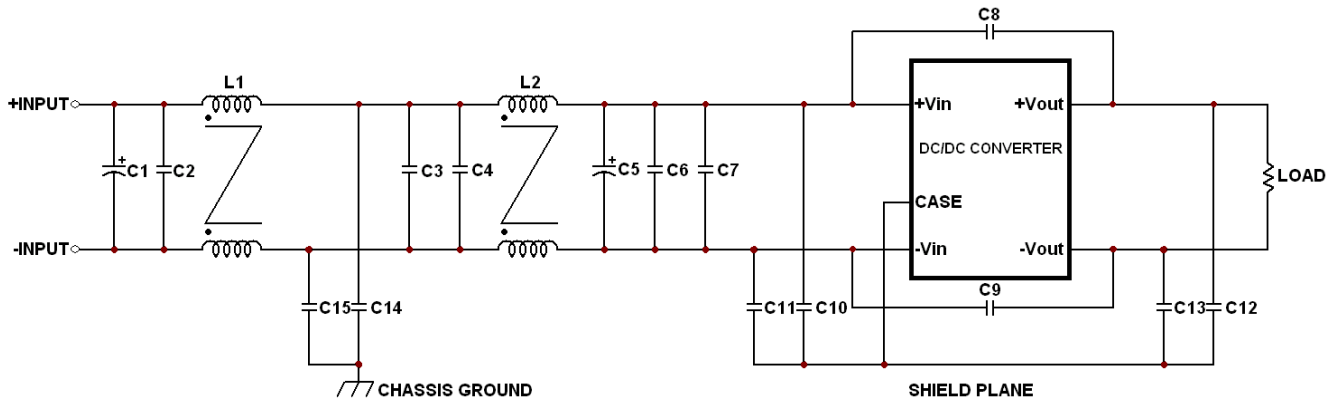 C8
L1
L2
+INPUT
+Vin
+Vout
DC/DC CONVERTER
C1
C2
C3
C4
C5
C6
C7
LOAD
CASE
-INPUT
-Vin
-Vout
C9
C15
C14
C11
C10
C13
C12
CHASSIS GROUND
SHIELD PLANE